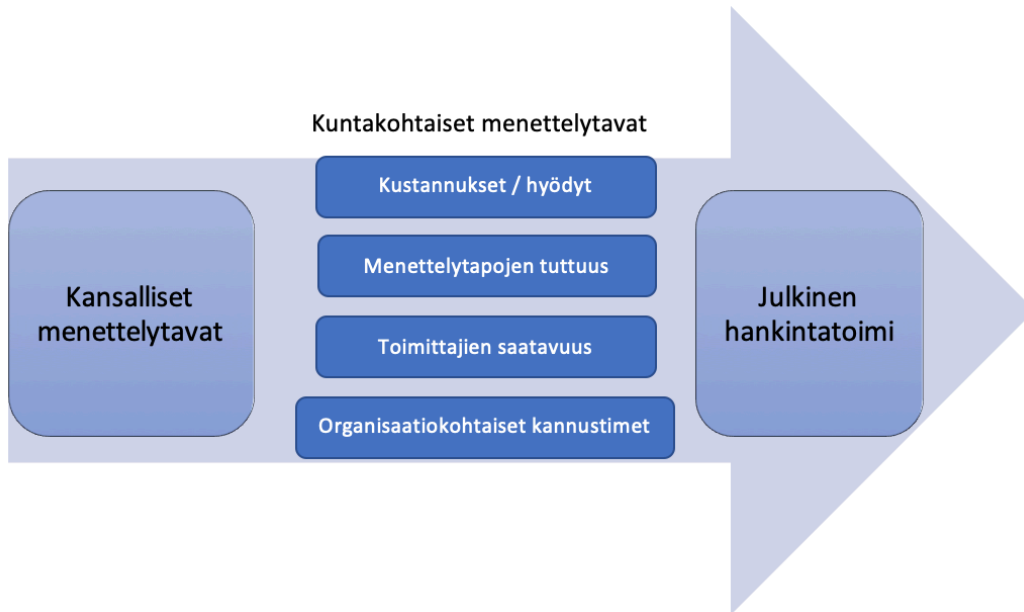 Kuntakohtaiset menettelytavat
Kansalliset
menettelytavat
Kustannukset / hyödyt
Menettelytapojen tuttuus
Toimittajien saatavuus
Organisaatiokohtaiset kannustimet
Julkinen
hankintatoimi